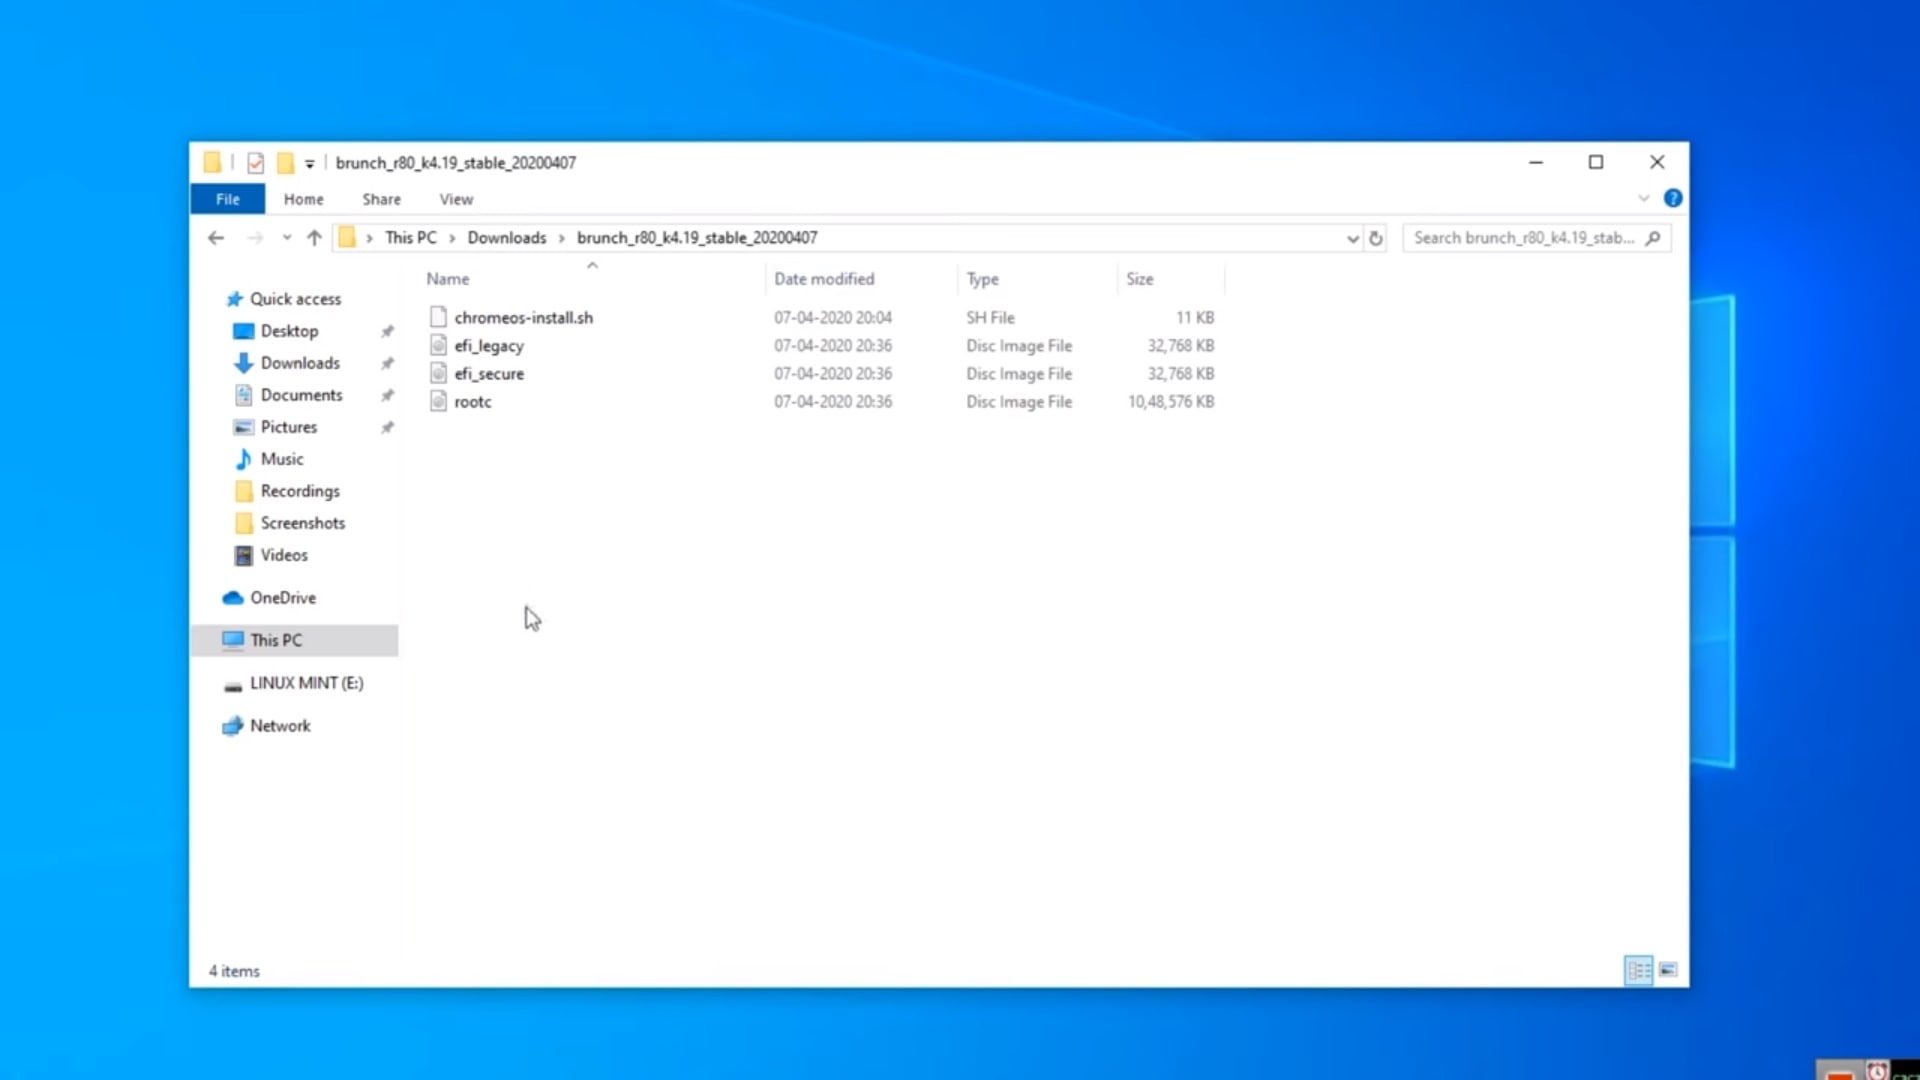 brunch_r80_k4.19_stable_20200407
File Home Share View
This PC Downloads brunch_r80_k4.19_stable_20200407 Search brunch_r80_k4.19_stab...
Name Date modified Type Size
Quick access
Desktop
Downloads
Documents
Pictures
Music
Recordings
Screenshots
Videos
OneDrive
This PC
LINUX MINT (E:)
Network
chromeos-install.sh 07-04-2020 20:04 SH File 11 KB
efi_legacy 07-04-2020 20:36 Disc Image File 32,768 KB
efi_secure 07-04-2020 20:36 Disc Image File 32,768 KB
rootc 07-04-2020 20:36 Disc Image File 10,48,576 KB
4 items